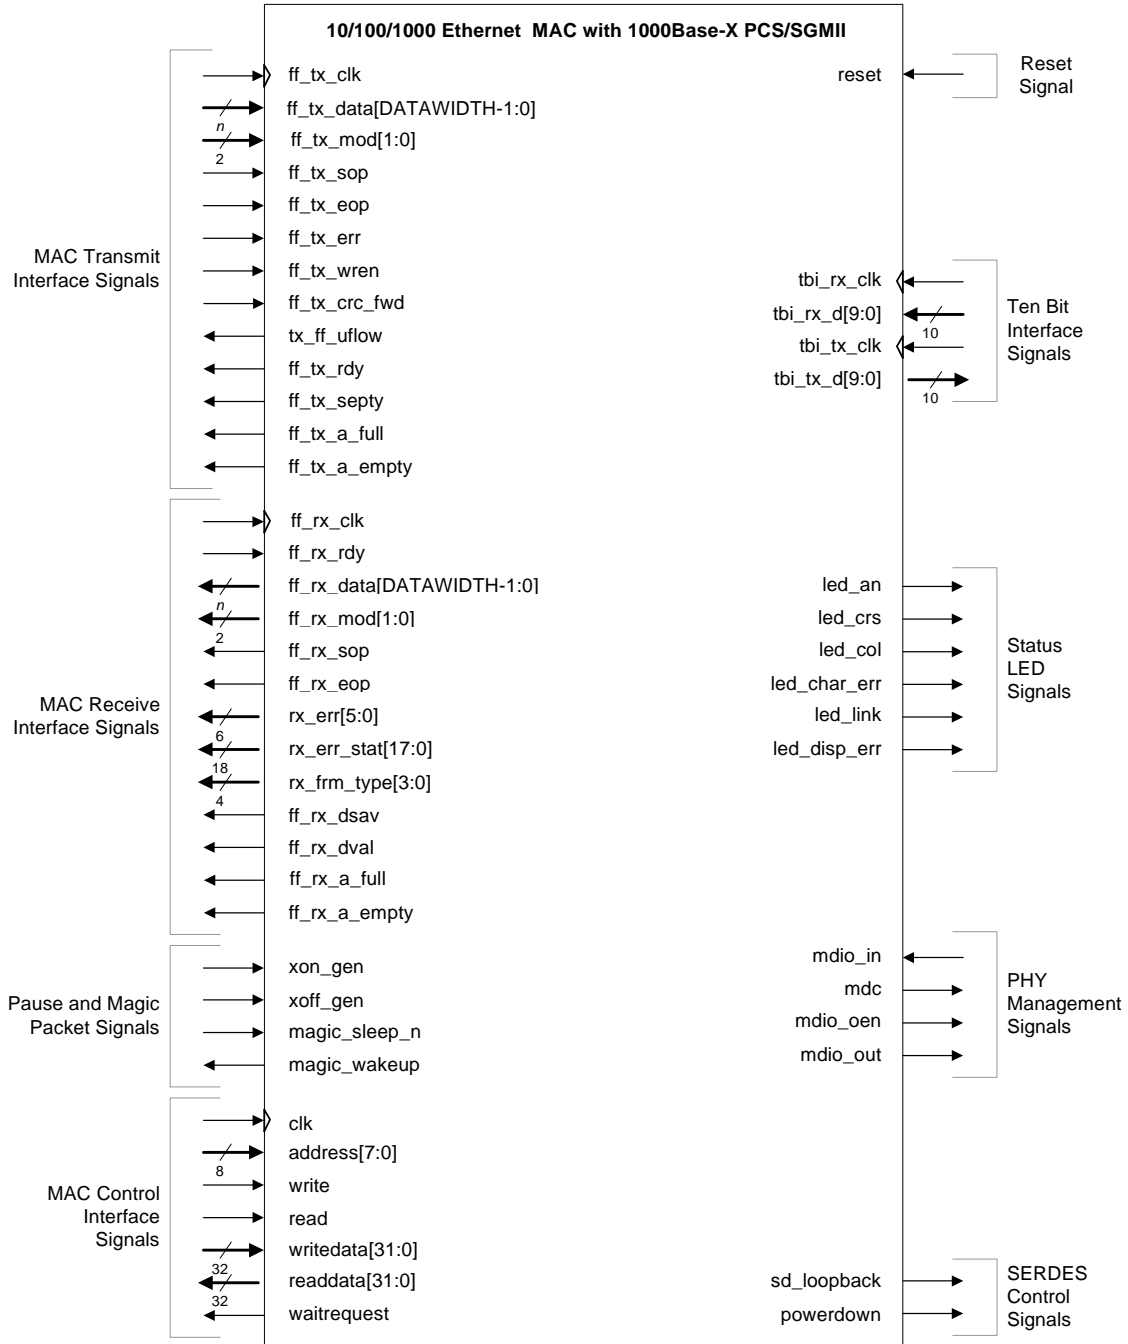 10/100/1000 Ethernet MAC with 1000Base-X PCS/SGMII
MAC Transmit
Interface Signals
ff_tx_clk
ff_tx_data[DATAWIDTH-1:0]
n
ff_tx_mod[1:0]
2
ff_tx_sop
ff_tx_eop
ff_tx_err
ff_tx_wren
ff_tx_crc_fwd
tx_ff_uflow
ff_tx_rdy
ff_tx_septy
ff_tx_a_full
ff_tx_a_empty
MAC Receive
Interface Signals
ff_rx_clk
ff_rx_rdy
ff_rx_data[DATAWIDTH-1:0]
n
ff_rx_mod[1:0]
2
ff_rx_sop
ff_rx_eop
rx_err[5:0]
6
rx_err_stat[17:0]
18
rx_frm_type[3:0]
4
ff_rx_dsav
ff_rx_dval
ff_rx_a_full
ff_rx_a_empty
Pause and Magic
Packet Signals
xon_gen
xoff_gen
magic_sleep_n
magic_wakeup
MAC Control
Interface
Signals
clk
address[7:0]
8
write
read
writedata[31:0]
32
readdata[31:0]
32
waitrequest
reset
Reset
Signal
tbi_rx_clk
tbi_rx_d[9:0]
10
tbi_tx_clk
tbi_tx_d[9:0]
10
Ten Bit
Interface
Signals
led_an
led_crs
led_col
led_char_err
led_link
led_disp_err
Status
LED
Signals
mdio_in
mdc
mdio_oen
mdio_out
PHY
Management
Signals
sd_loopback
powerdown
SERDES
Control
Signals